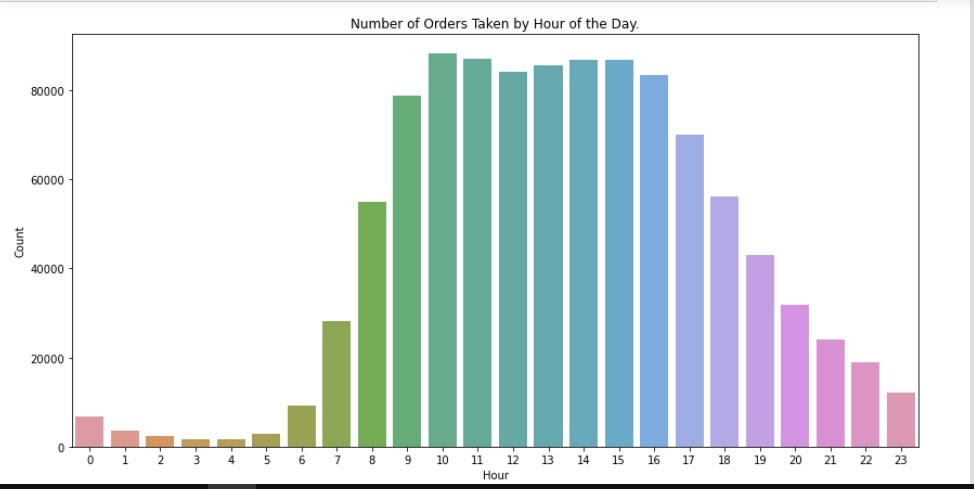 Number of Orders Taken by Hour of the Day.
80000
60000
40000
20000
0
Count
0 1 2 3 4 5 6 7 8 9 10 11 12 13 14 15 16 17 18 19 20 21 22 23
Hour